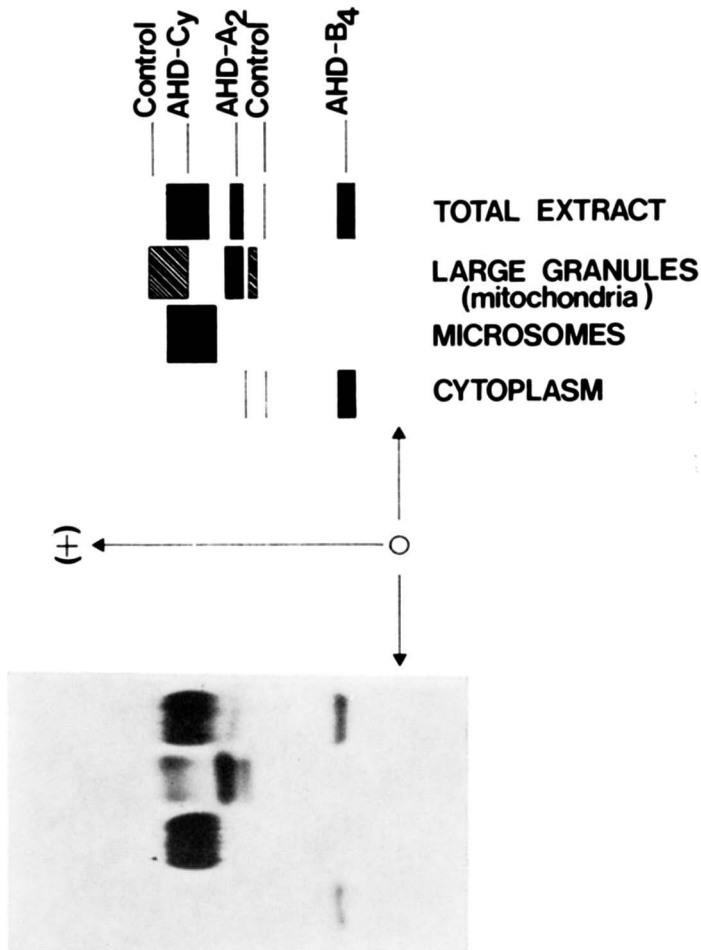 Control
AHD-Cy
AHD-A2
Control
AHD-B4
TOTAL EXTRACT
LARGE GRANULES
(mitochondria)
MICROSOMES
CYTOPLASM
(+)
O